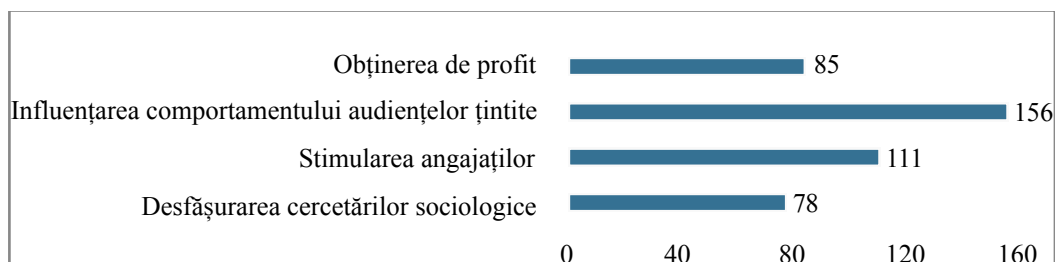 Obținerea de profit 85
Influențarea comportamentului audiențelor țintite 156
Stimularea angajaților 111
Desfășurarea cercetărilor sociologice 78
0 40 80 120 160